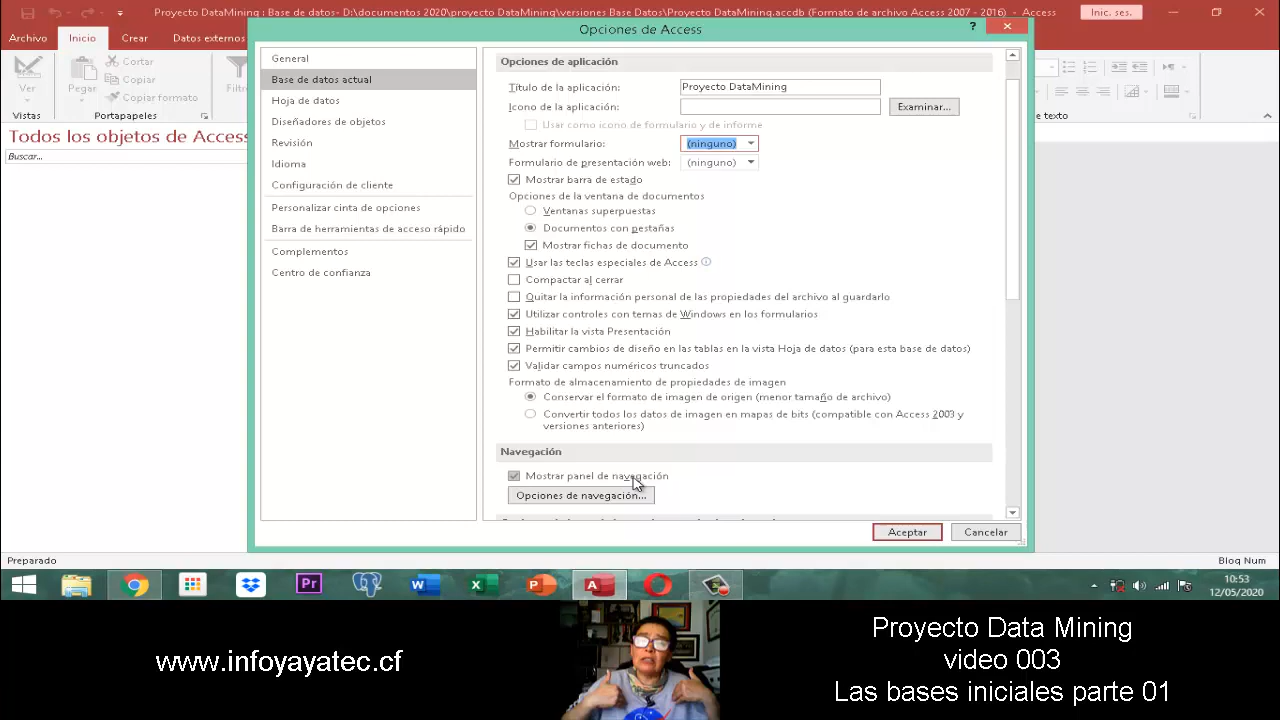 Proyecto DataMining : Base de datos- D:\documentos 2020\proyecto DataMining\versiones Base Datos\Proyecto DataMining.accdb (Formato de archivo Access 2007 - 2016) - Access
Inic. ses.
Opciones de Access
?
Archivo
Inicio
Crear
Datos externos
Ver
Vistas
Pegar
Cortar
Copiar
Copiar formato
Portapapeles
Filtr
e texto
Todos los objetos de Access
Buscar...
General
Base de datos actual
Hoja de datos
Diseñadores de objetos
Revisión
Idioma
Configuración de cliente
Personalizar cinta de opciones
Barra de herramientas de acceso rápido
Complementos
Centro de confianza
Opciones de aplicación
Título de la aplicación:
Proyecto DataMining
Icono de la aplicación:
Examinar...
Usar como icono de formulario y de informe
Mostrar formulario:
(ninguno)
Formulario de presentación web:
(ninguno)
Mostrar barra de estado
Opciones de la ventana de documentos
Ventanas superpuestas
Documentos con pestañas
Mostrar fichas de documento
Usar las teclas especiales de Access
Compactar al cerrar
Quitar la información personal de las propiedades del archivo al guardarlo
Utilizar controles con temas de Windows en los formularios
Habilitar la vista Presentación
Permitir cambios de diseño en las tablas en la vista Hoja de datos (para esta base de datos)
Validar campos numéricos truncados
Formato de almacenamiento de propiedades de imagen
Conservar el formato de imagen de origen (menor tamaño de archivo)
Convertir todos los datos de imagen en mapas de bits (compatible con Access 2003 y
versiones anteriores)
Navegación
Mostrar panel de navegación
Opciones de navegación...
Aceptar
Cancelar
Preparado
Bloq Num
Pr
10:53
12/05/2020
www.infoyayatec.cf
Proyecto Data Mining
video 003
Las bases iniciales parte 01